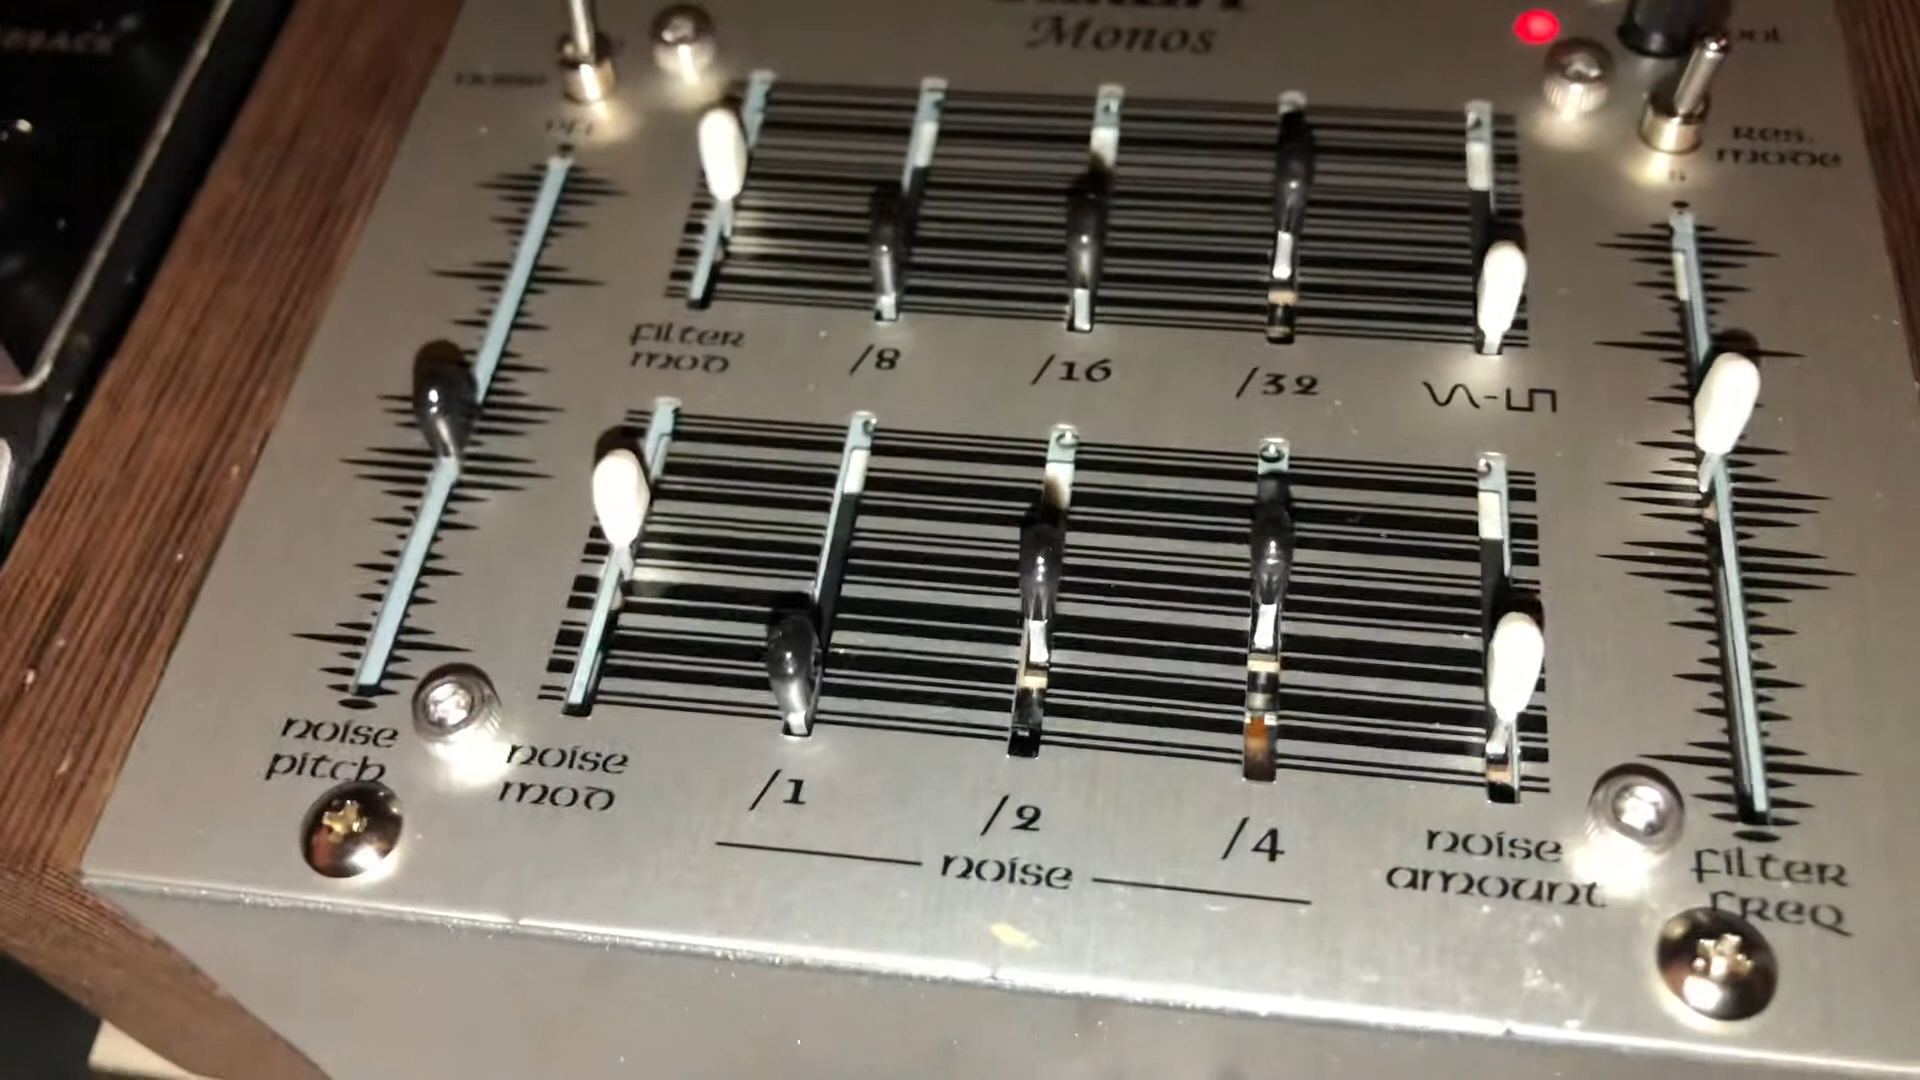 Monos
off
Res.
mode
filter
mod
/8
/16
/32
noise
pitch
noise
mod
/1
/2
/4
noise
noise
amount
filter
freq